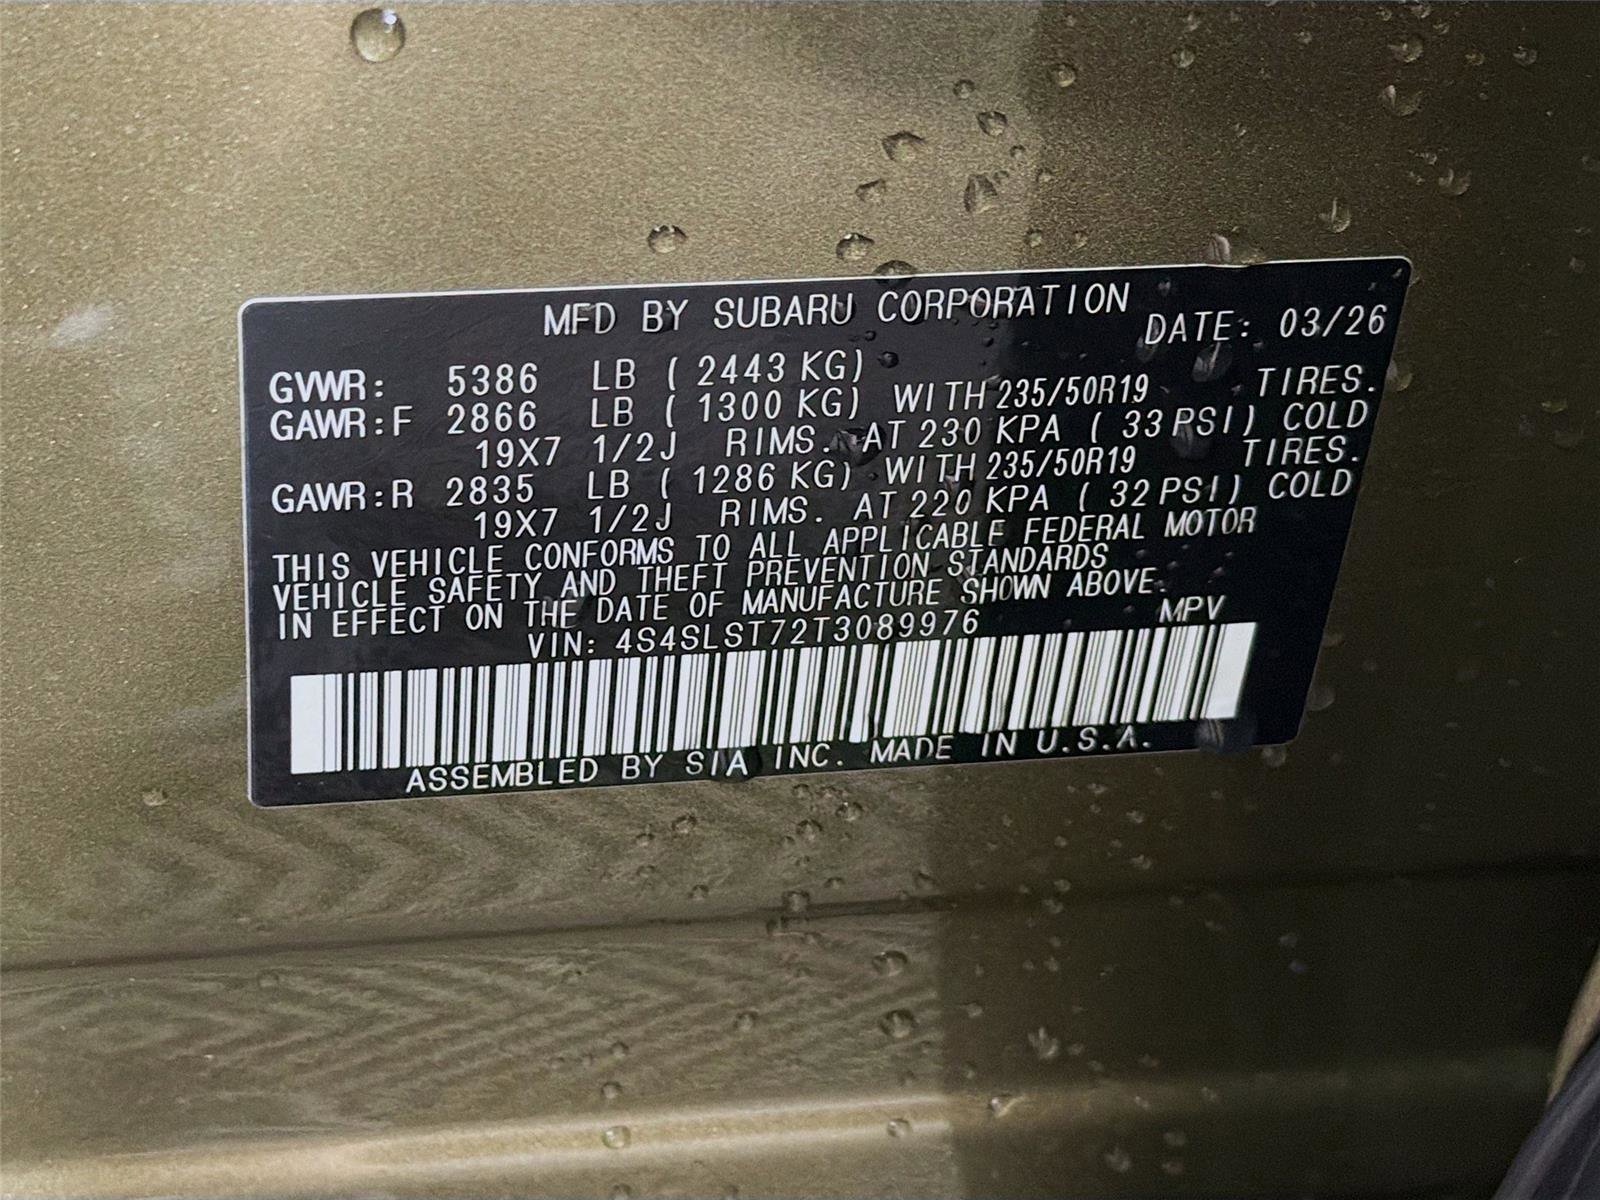 MFD BY SUBARU CORPORATION
DATE: 03/26
GVWR: 5386 LB ( 2443 KG)
GAWR:F 2866 LB ( 1300 KG) WITH 235/50R19 TIRES.
19X7 1/2J RIMS. AT 230 KPA ( 33 PSI) COLD
GAWR:R 2835 LB ( 1286 KG) WITH 235/50R19 TIRES.
19X7 1/2J RIMS. AT 220 KPA ( 32 PSI) COLD
THIS VEHICLE CONFORMS TO ALL APPLICABLE FEDERAL MOTOR
VEHICLE SAFETY AND THEFT PREVENTION STANDARDS
IN EFFECT ON THE DATE OF MANUFACTURE SHOWN ABOVE.
VIN: 4S4SLST72T3089976 MPV
ASSEMBLED BY SIA INC. MADE IN U.S.A.